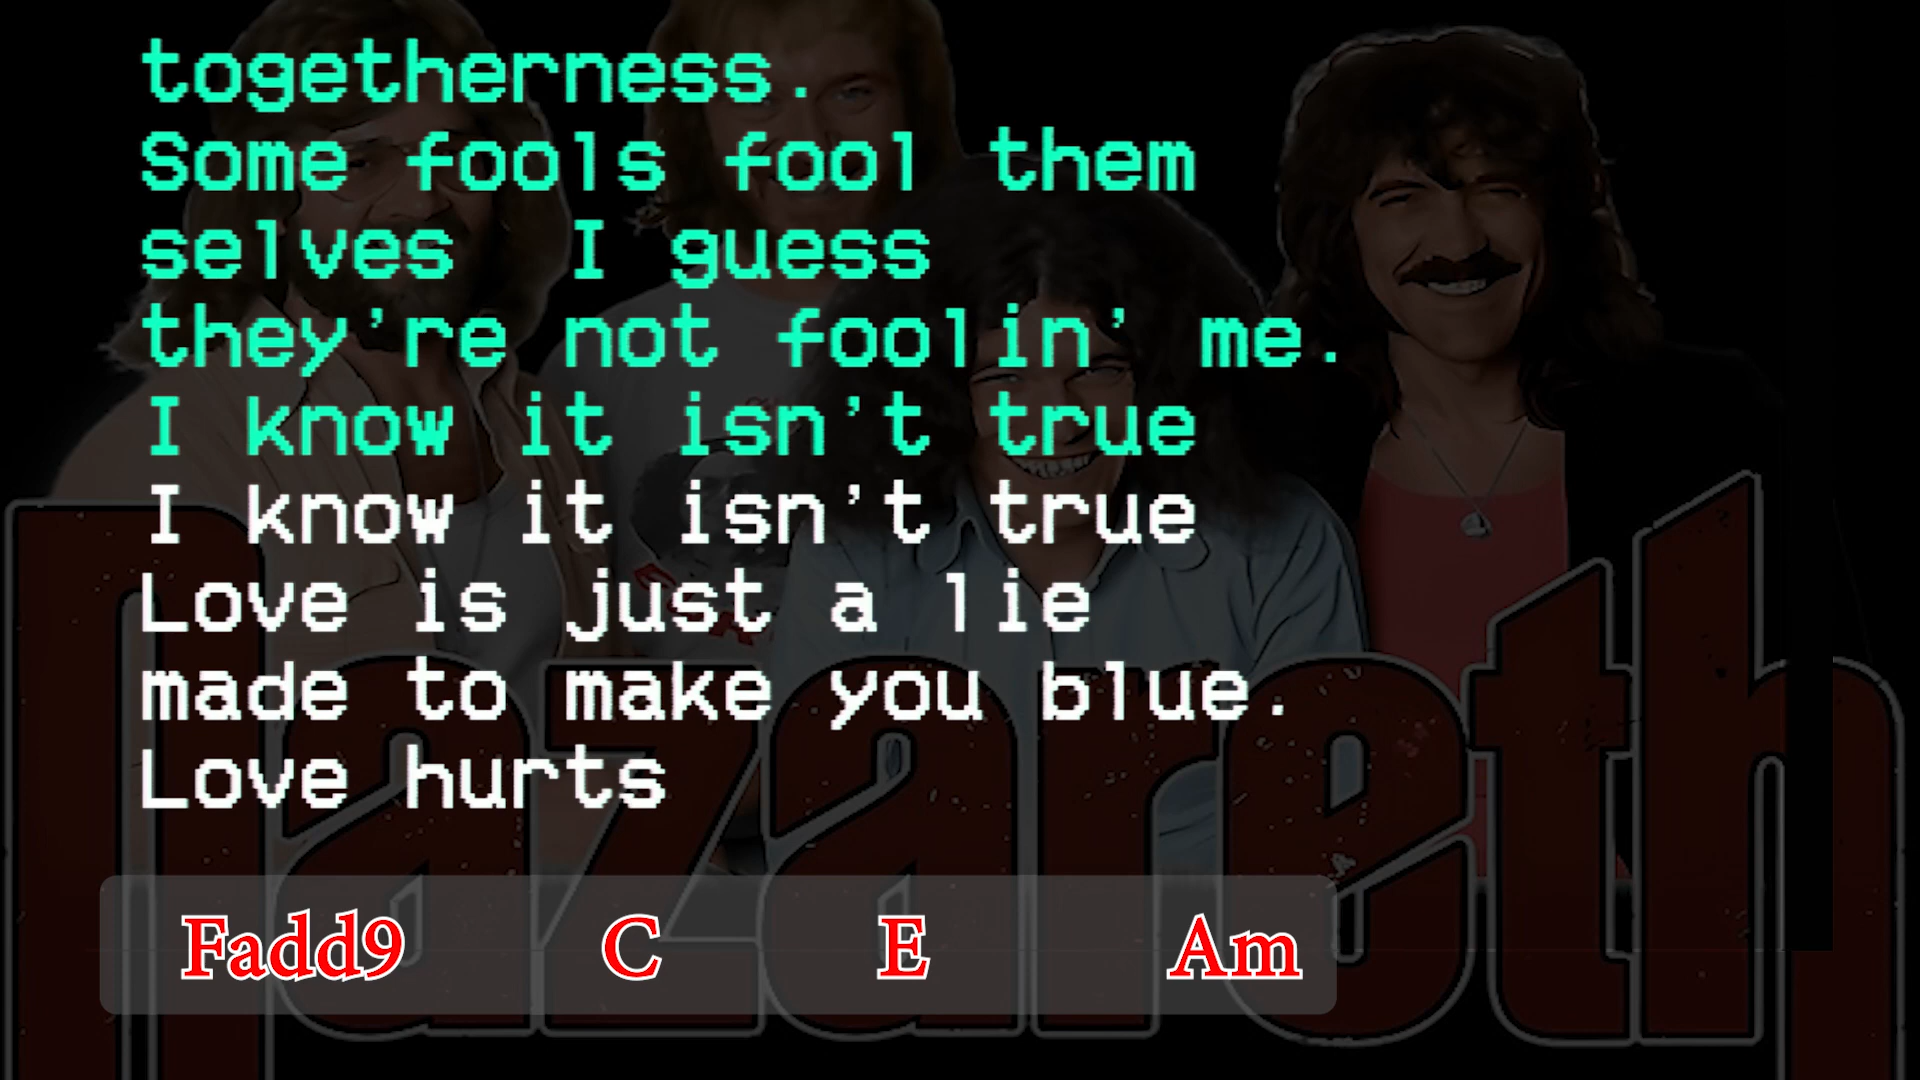 togetherness.
Some fools fool them
selves I guess
they're not foolin' me.
I know it isn't true
I know it isn't true
Love is just a lie
made to make you blue.
Love hurts
nazareth
Fadd9 C E Am